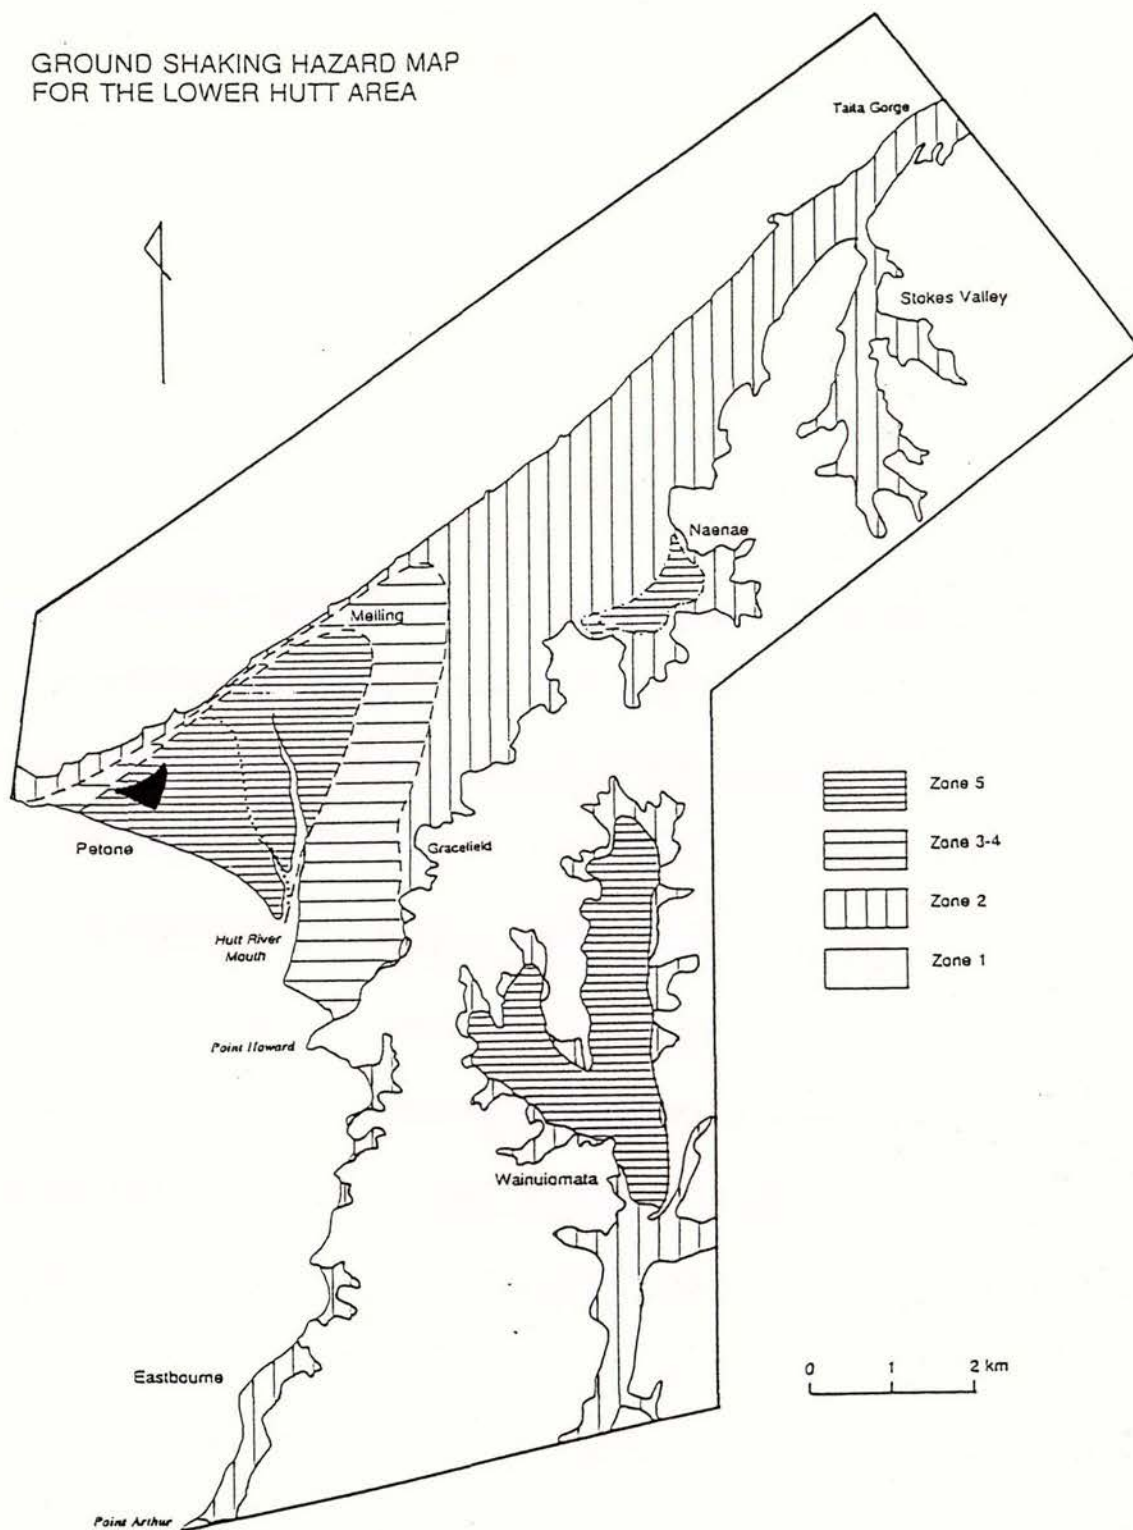 GROUND SHAKING HAZARD MAP
FOR THE LOWER HUTT AREA
Taita Gorge
Stokes Valley
Naenae
Melling
Zone 5
Petone
Gracefield
Zone 3-4
Zone 2
Hutt River
Mouth
Zone 1
Point Howard
Wainuiomata
0 1 2 km
Eastbourne
Point Arthur